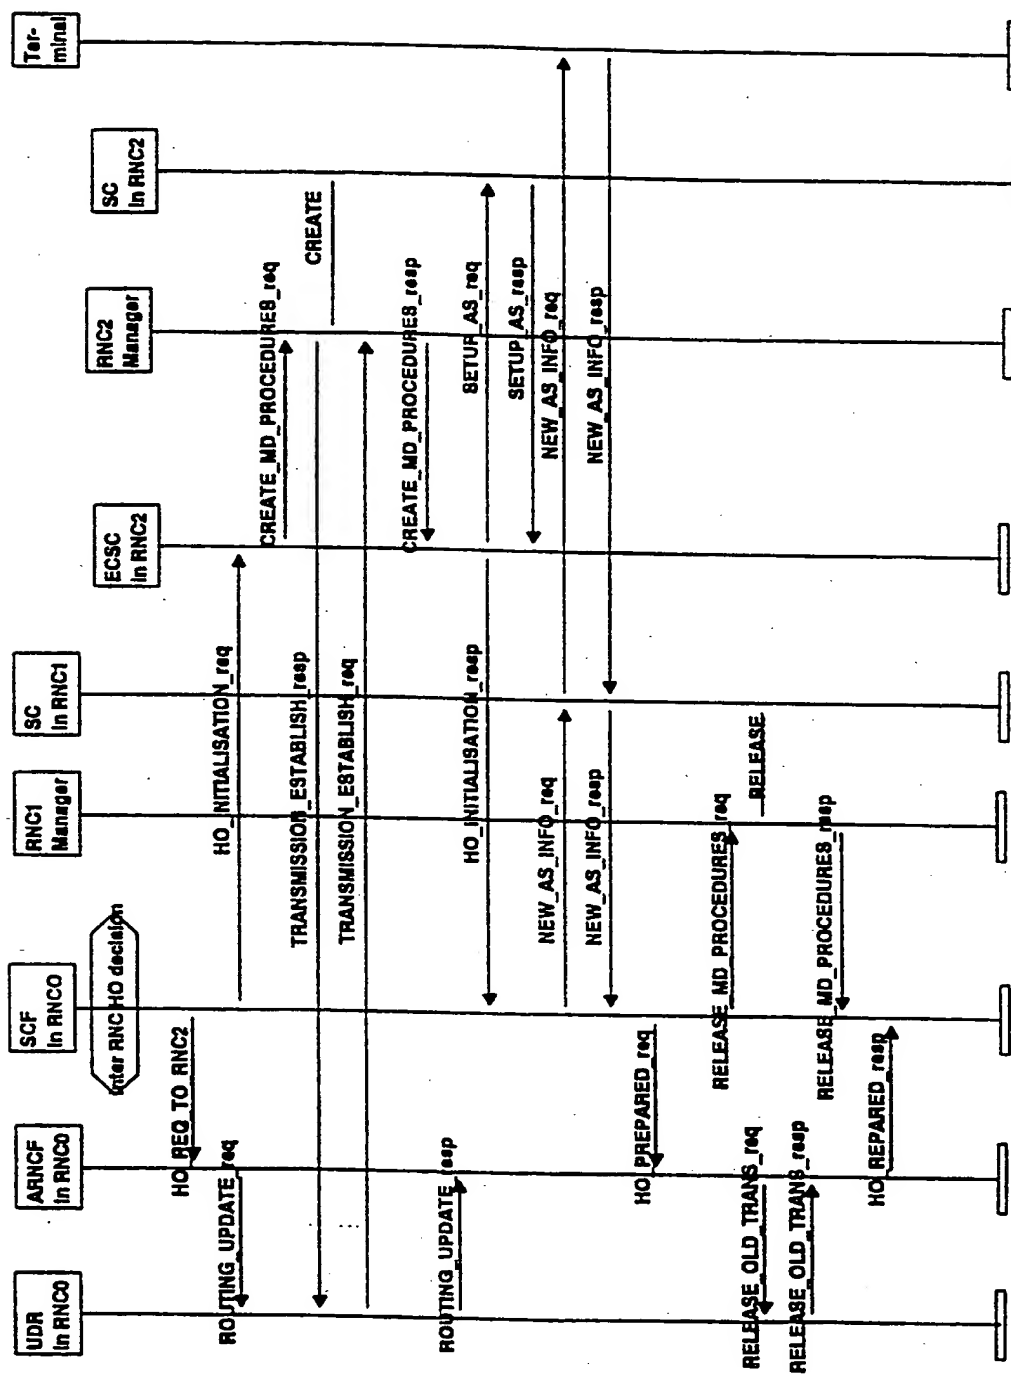 UDR
in RNC0
ARNCF
in RNC0
SCF
in RNC0
RNC1
Manager
SC
in RNC1
ECSC
in RNC2
RNC2
Manager
SC
in RNC2
Ter-
minal
Inter RNC HO decision
HO_REQ_TO RNC2
ROUTING_UPDATE_req
HO_INITIALISATION_req
CREATE_MD_PROCEDURES_req
TRANSMISSION_ESTABLISH_resp
CREATE
TRANSMISSION_ESTABLISH_req
CREATE_MD_PROCEDURES_resp
ROUTING_UPDATE_resp
HO_INITIALISATION_resp
SETUP_AS_req
SETUP_AS_resp
NEW_AS_INFO_req
NEW_AS_INFO_req
NEW_AS_INFO_resp
NEW_AS_INFO_resp
HO_PREPARED_req
RELEASE_MD_PROCEDURES_req
RELEASE
RELEASE_OLD_TRANS_req
RELEASE_OLD_TRANS_resp
RELEASE_MD_PROCEDURES_resp
HO_REPARED_resp